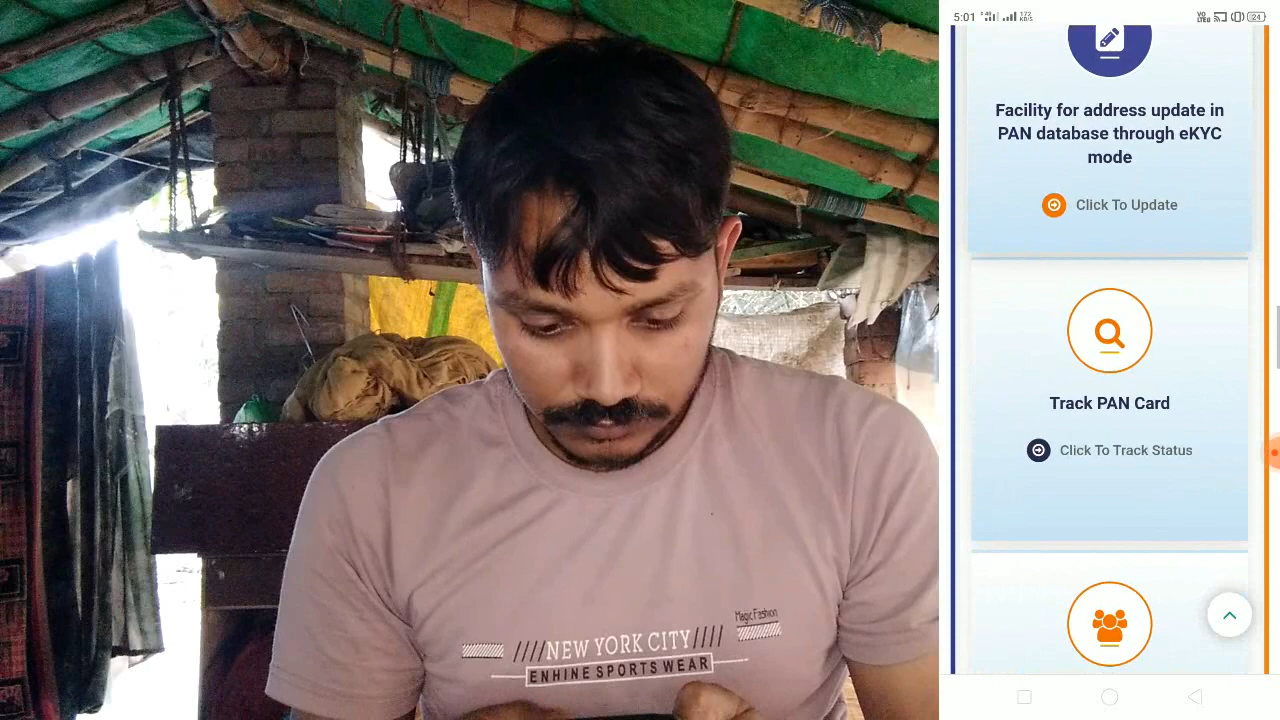 Magic Fashion
////NEW YORK CITY////
ENHINE SPORTS WEAR
5:01
Facility for address update in
PAN database through eKYC
mode
Click To Update
Track PAN Card
Click To Track Status